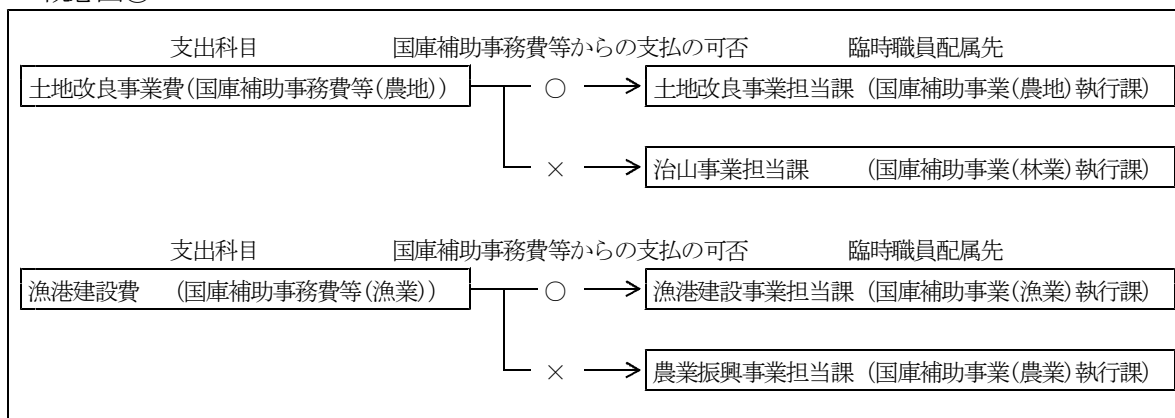 支出科目 国庫補助事務費等からの支払の可否 臨時職員配属先
土地改良事業費(国庫補助事務費等(農地)) ○ 土地改良事業担当課 (国庫補助事業(農地)執行課)
× 治山事業担当課 (国庫補助事業(林業)執行課)
支出科目 国庫補助事務費等からの支払の可否 臨時職員配属先
漁港建設費 (国庫補助事務費等(漁業)) ○ 漁港建設事業担当課 (国庫補助事業(漁業)執行課)
× 農業振興事業担当課 (国庫補助事業(農業)執行課)